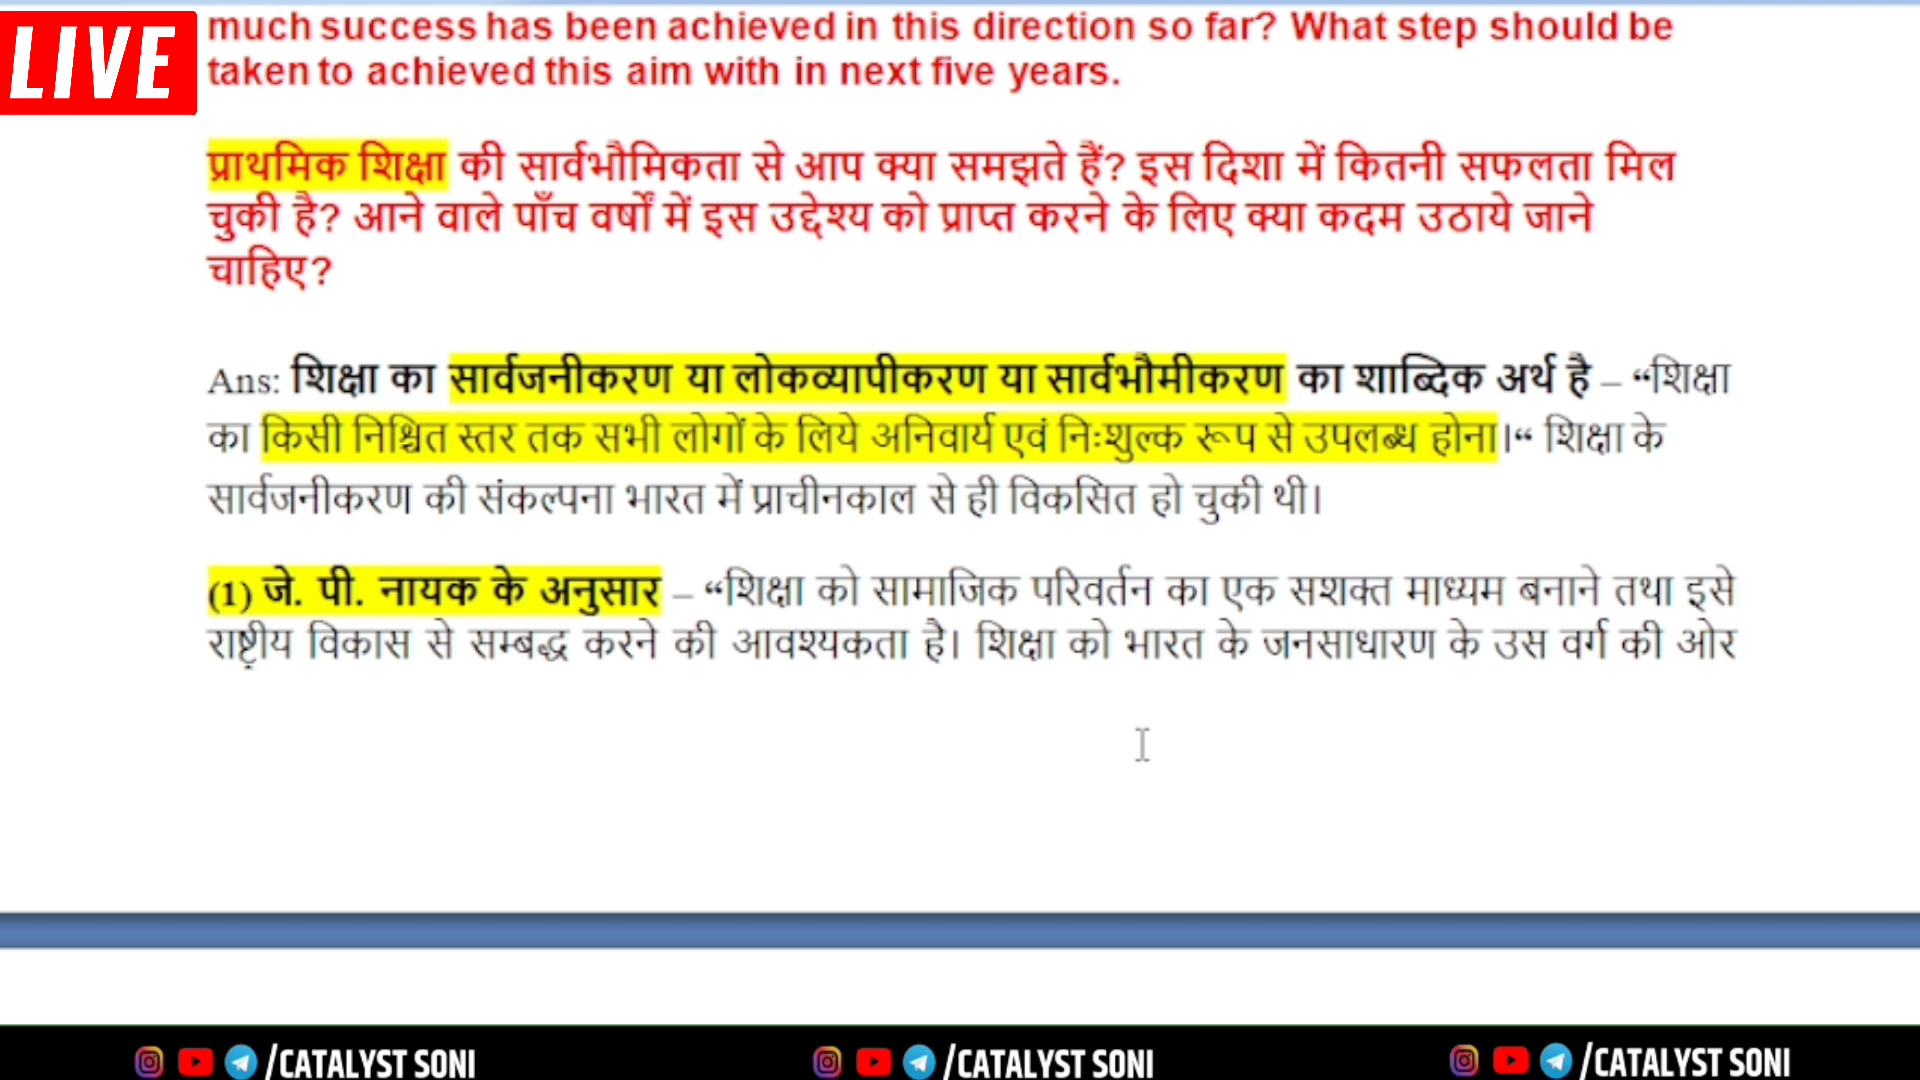 much success has been achieved in this direction so far? What step should be
LIVE
taken to achieved this aim with in next five years.
प्राथमिक शिक्षा की सार्वभौमिकता से आप क्या समझते हैं? इस दिशा में कितनी सफलता मिल
चुकी है? आने वाले पाँच वर्षों में इस उद्देश्य को प्राप्त करने के लिए क्या कदम उठाये जाने
चाहिए?
Ans: शिक्षा का सार्वजनीकरण या लोकव्यापीकरण या सार्वभौमीकरण का शाब्दिक अर्थ है – “शिक्षा
का किसी निश्चित स्तर तक सभी लोगों के लिये अनिवार्य एवं निःशुल्क रूप से उपलब्ध होना।“ शिक्षा के
सार्वजनीकरण की संकल्पना भारत में प्राचीनकाल से ही विकसित हो चुकी थी।
(1) जे. पी. नायक के अनुसार – “शिक्षा को सामाजिक परिवर्तन का एक सशक्त माध्यम बनाने तथा इसे
राष्ट्रीय विकास से सम्बद्ध करने की आवश्यकता है। शिक्षा को भारत के जनसाधारण के उस वर्ग की ओर
/CATALYST SONI /CATALYST SONI /CATALYST SONI